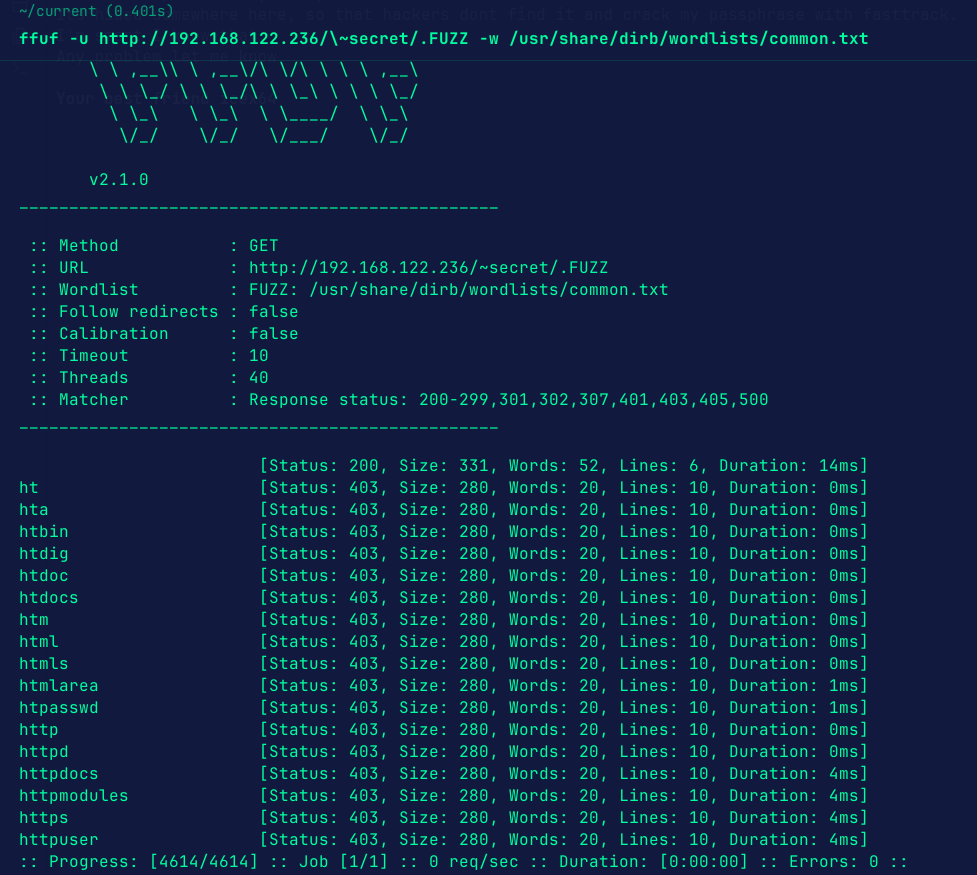 ~/current (0.401s)
somewhere here, so that hackers dont find it and crack my passphrase with fasttrack.
ffuf -u http://192.168.122.236/\~secret/.FUZZ -w /usr/share/dirb/wordlists/common.txt
\ \ ,__\\ \ ,__\/\ \/\ \ \ \ ,__\
\ \ \_/ \ \ \_/\ \ \_\ \ \ \ \_/
\ \_\   \ \_\  \ \____/  \ \_\
\/_/    \/_/   \/___/    \/_/
v2.1.0
________________________________________________
:: Method           : GET
:: URL              : http://192.168.122.236/~secret/.FUZZ
:: Wordlist         : FUZZ: /usr/share/dirb/wordlists/common.txt
:: Follow redirects : false
:: Calibration      : false
:: Timeout          : 10
:: Threads          : 40
:: Matcher          : Response status: 200-299,301,302,307,401,403,405,500
________________________________________________
[Status: 200, Size: 331, Words: 52, Lines: 6, Duration: 14ms]
ht                      [Status: 403, Size: 280, Words: 20, Lines: 10, Duration: 0ms]
hta                     [Status: 403, Size: 280, Words: 20, Lines: 10, Duration: 0ms]
htbin                   [Status: 403, Size: 280, Words: 20, Lines: 10, Duration: 0ms]
htdig                   [Status: 403, Size: 280, Words: 20, Lines: 10, Duration: 0ms]
htdoc                   [Status: 403, Size: 280, Words: 20, Lines: 10, Duration: 0ms]
htdocs                  [Status: 403, Size: 280, Words: 20, Lines: 10, Duration: 0ms]
htm                     [Status: 403, Size: 280, Words: 20, Lines: 10, Duration: 0ms]
html                    [Status: 403, Size: 280, Words: 20, Lines: 10, Duration: 0ms]
htmls                   [Status: 403, Size: 280, Words: 20, Lines: 10, Duration: 0ms]
htmlarea                [Status: 403, Size: 280, Words: 20, Lines: 10, Duration: 1ms]
htpasswd                [Status: 403, Size: 280, Words: 20, Lines: 10, Duration: 1ms]
http                    [Status: 403, Size: 280, Words: 20, Lines: 10, Duration: 0ms]
httpd                   [Status: 403, Size: 280, Words: 20, Lines: 10, Duration: 0ms]
httpdocs                [Status: 403, Size: 280, Words: 20, Lines: 10, Duration: 4ms]
httpmodules             [Status: 403, Size: 280, Words: 20, Lines: 10, Duration: 4ms]
https                   [Status: 403, Size: 280, Words: 20, Lines: 10, Duration: 4ms]
httpuser                [Status: 403, Size: 280, Words: 20, Lines: 10, Duration: 4ms]
:: Progress: [4614/4614] :: Job [1/1] :: 0 req/sec :: Duration: [0:00:00] :: Errors: 0 ::